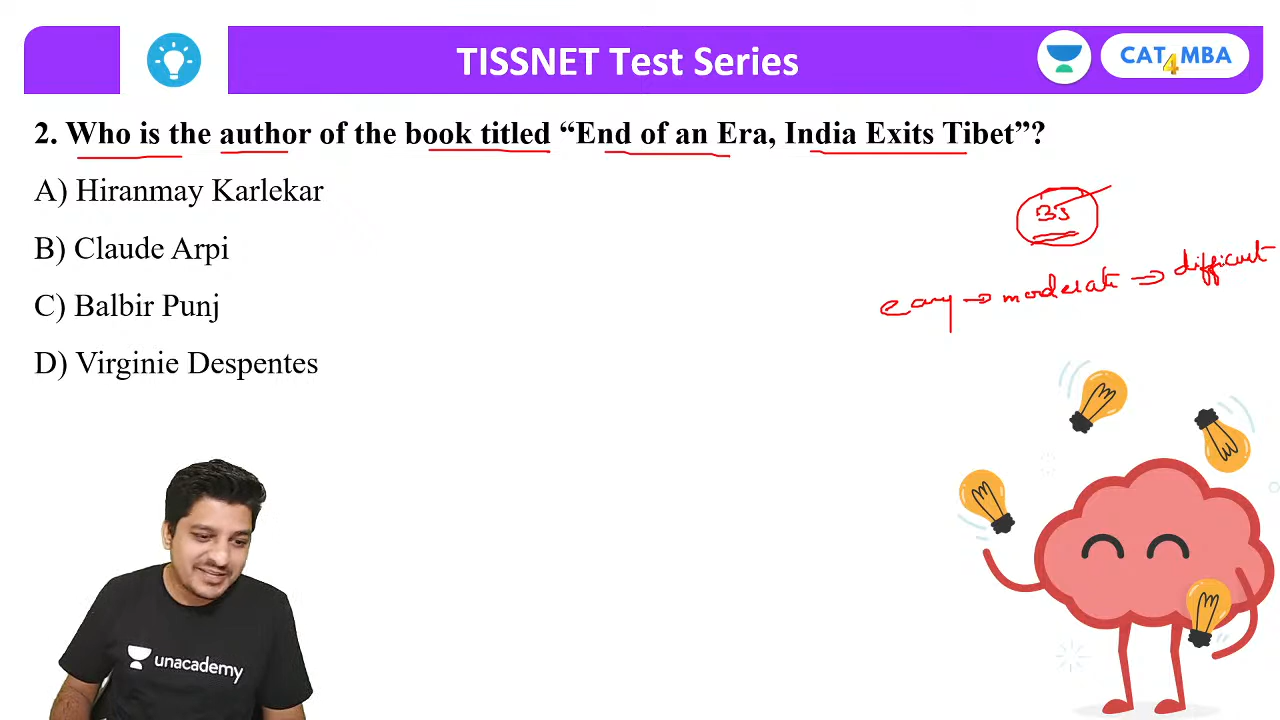 TISSNET Test Series
CAT4MBA
2. Who is the author of the book titled “End of an Era, India Exits Tibet”?
A) Hiranmay Karlekar
B) Claude Arpi
C) Balbir Punj
D) Virginie Despentes
35
easy → moderate → difficult
unacademy